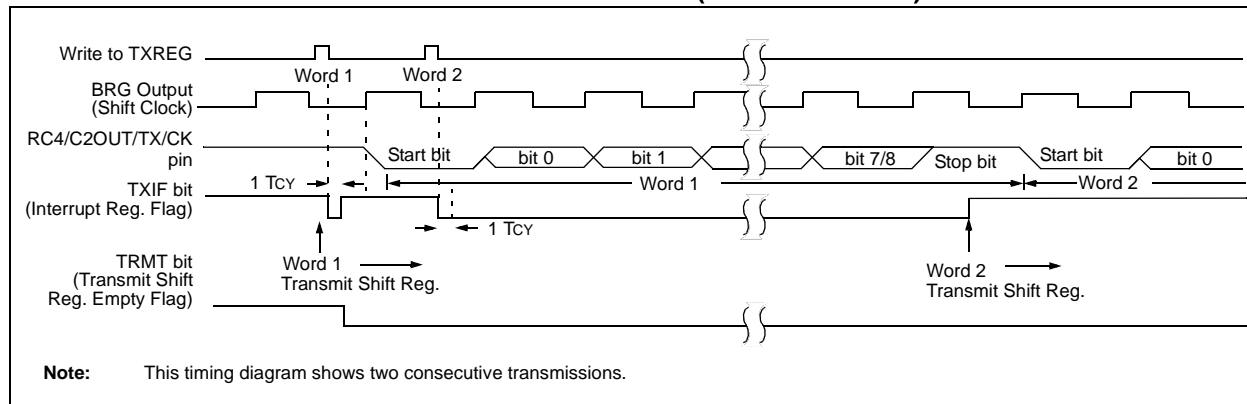 Write to TXREG
Word 1
Word 2
BRG Output
(Shift Clock)
RC4/C2OUT/TX/CK
pin
Start bit
bit 0
bit 1
bit 7/8
Stop bit
Start bit
bit 0
1 TCY
Word 1
Word 2
TXIF bit
(Interrupt Reg. Flag)
1 TCY
TRMT bit
(Transmit Shift
Reg. Empty Flag)
Word 1
Transmit Shift Reg.
Word 2
Transmit Shift Reg.
Note: This timing diagram shows two consecutive transmissions.